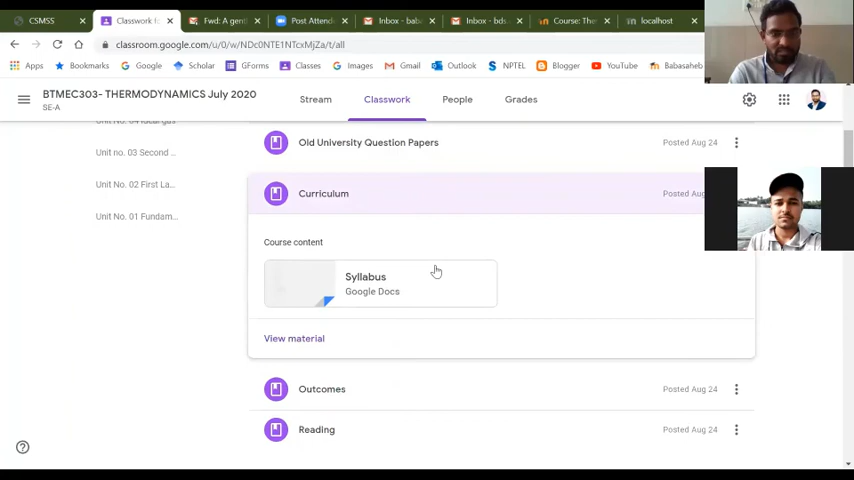 CSMSS
Classwork f
Fwd: A gent
Post Attend
Inbox - bab
Inbox - bds.
Course: The
localhost
classroom.google.com/u/0/w/NDc0NTE1NTcxMjZa/t/all
Apps Bookmarks Google Scholar GForms Classes Images Gmail Outlook NPTEL Blogger YouTube Babasaheb
BTMEC303- THERMODYNAMICS July 2020
SE-A
Stream Classwork People Grades
Unit no. 03 Second ...
Unit No. 02 First La...
Unit No. 01 Fundam...
Old University Question Papers Posted Aug 24
Curriculum Posted Aug
Course content
Syllabus
Google Docs
View material
Outcomes Posted Aug 24
Reading Posted Aug 24